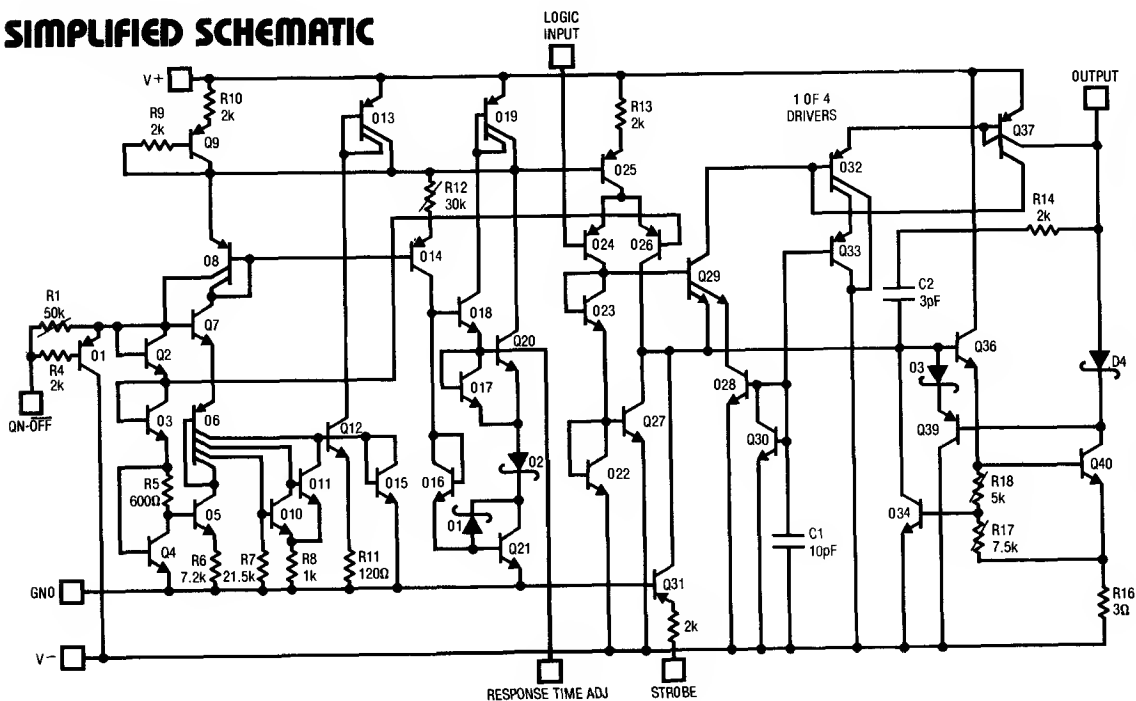 SIMPLIFIED SCHEMATIC
LOGIC
INPUT
V+
OUTPUT
R10
2k
R9
2k
Q9
Q13
Q19
R13
2k
1 OF 4
DRIVERS
Q37
Q25
Q32
R12
30k
R14
2k
Q8
Q14
Q24
Q26
Q33
Q29
C2
3pF
R1
50k
Q7
Q18
Q23
Q1
Q2
Q20
Q36
D3
D4
R4
2k
Q17
Q28
ON-OFF
Q3
Q6
Q12
Q27
Q30
Q39
Q40
R5
600Ω
Q11
Q15
Q16
D2
Q22
R18
5k
Q5
Q10
D1
Q34
Q4
R6
7.2k
R7
21.5k
R8
1k
R11
120Ω
Q21
C1
10pF
R17
7.5k
GND
Q31
R16
3Ω
2k
V-
RESPONSE TIME ADJ
STROBE